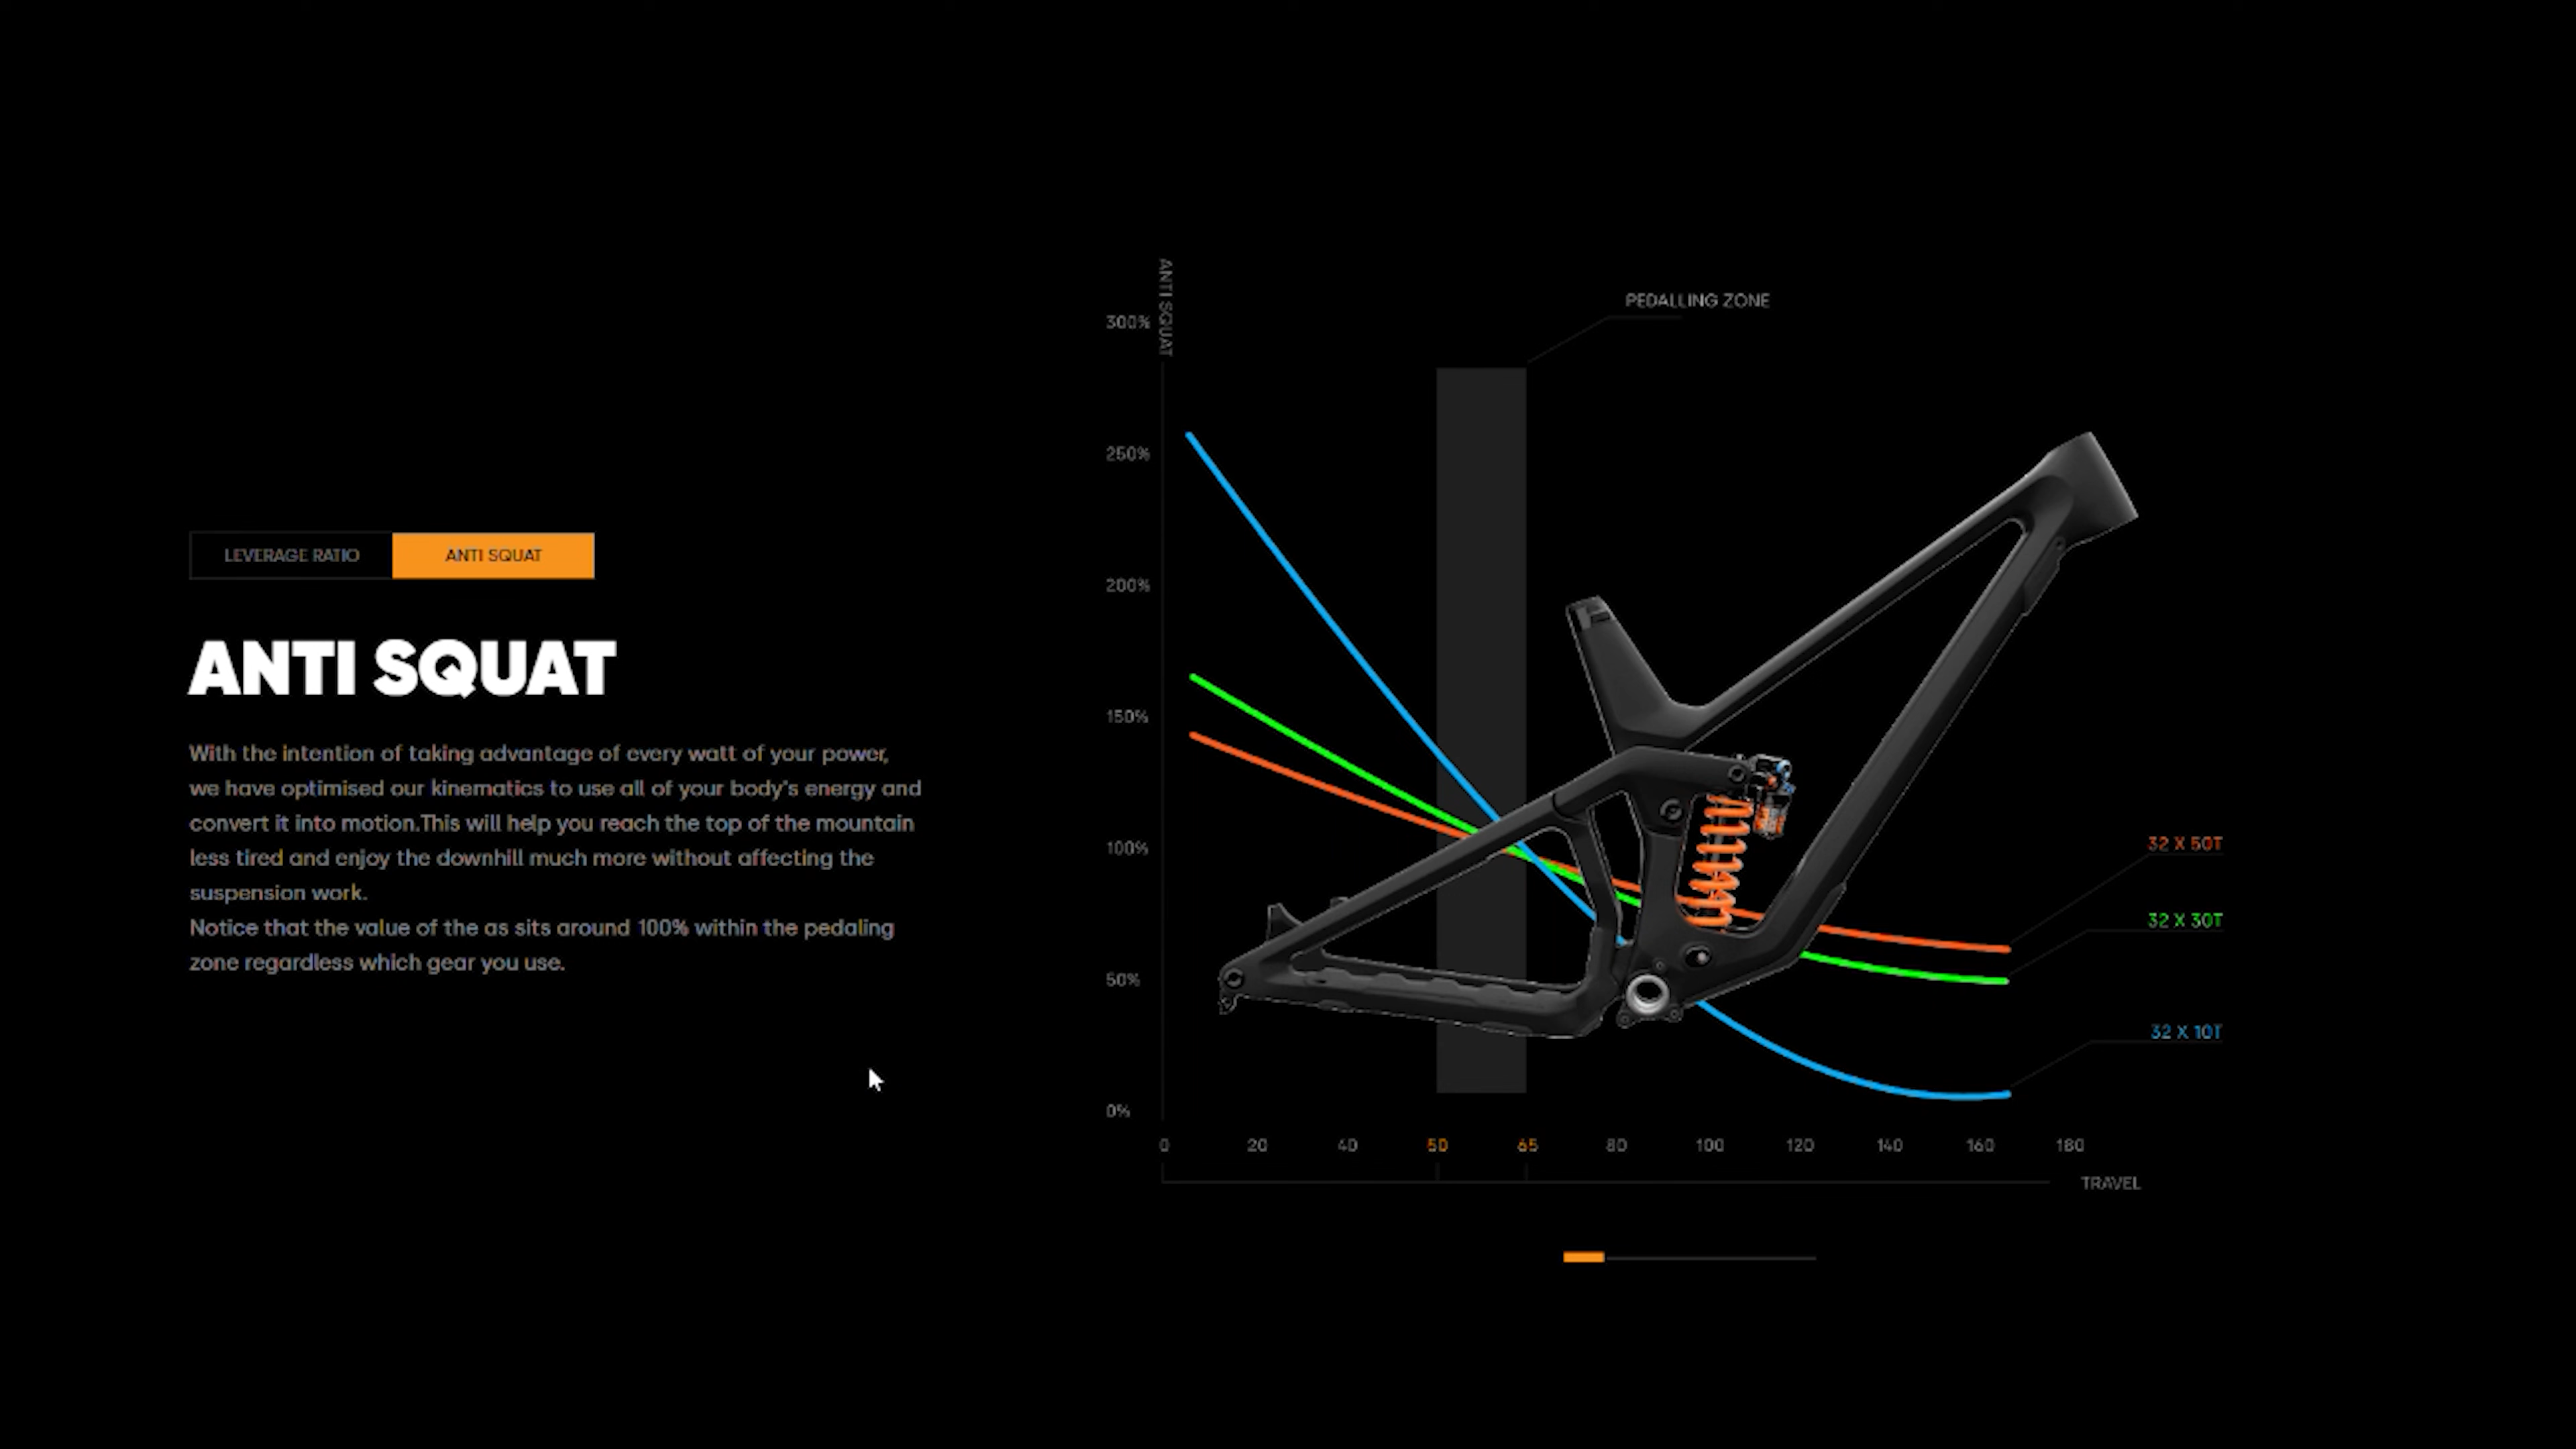 LEVERAGE RATIO
ANTI SQUAT
ANTI SQUAT
With the intention of taking advantage of every watt of your power,
we have optimised our kinematics to use all of your body's energy and
convert it into motion.This will help you reach the top of the mountain
less tired and enjoy the downhill much more without affecting the
suspension work.
Notice that the value of the as sits around 100% within the pedaling
zone regardless which gear you use.
ANTI SQUAT
PEDALLING ZONE
300%
250%
200%
150%
100%
50%
0%
32 X 50T
32 X 30T
32 X 10T
0 20 40 50 65 80 100 120 140 160 180
TRAVEL